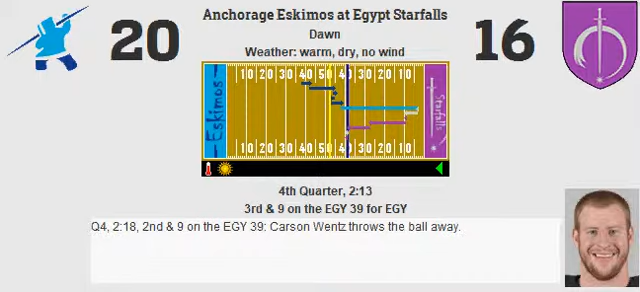 Anchorage Eskimos at Egypt Starfalls
20
16
Dawn
Weather: warm, dry, no wind
10 20 30 40 50 40 30 20 10
Eskimos
Starfalls
10 20 30 40 50 40 30 20 10
4th Quarter, 2:13
3rd & 9 on the EGY 39 for EGY
Q4, 2:18, 2nd & 9 on the EGY 39: Carson Wentz throws the ball away.